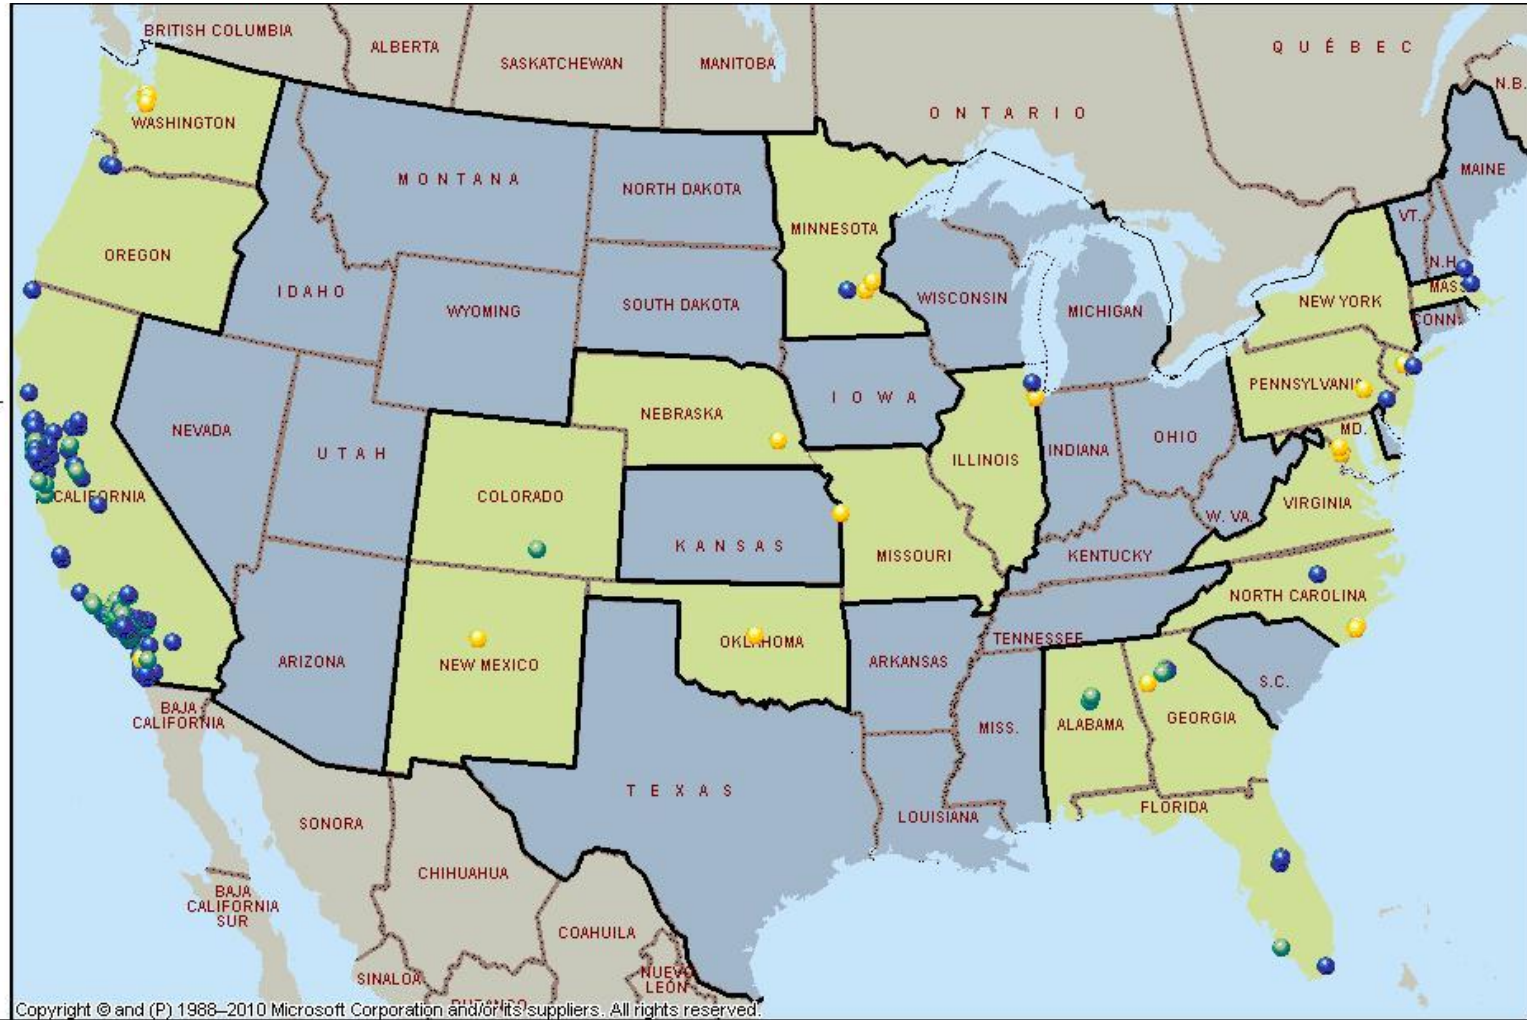 BRITISH COLUMBIA
ALBERTA
SASKATCHEWAN
MANITOBA
ONTARIO
QUÉBEC
N.B.
WASHINGTON
MONTANA
NORTH DAKOTA
MINNESOTA
MAINE
VT.
OREGON
IDAHO
WYOMING
SOUTH DAKOTA
WISCONSIN
MICHIGAN
NEW YORK
N.H.
MASS
CONN.
NEVADA
UTAH
NEBRASKA
IOWA
ILLINOIS
INDIANA
OHIO
PENNSYLVANIA
MD.
CALIFORNIA
COLORADO
KANSAS
MISSOURI
KENTUCKY
W. VA.
VIRGINIA
NORTH CAROLINA
ARIZONA
NEW MEXICO
OKLAHOMA
ARKANSAS
TENNESSEE
S.C.
BAJA
CALIFORNIA
TEXAS
LOUISIANA
MISS.
ALABAMA
GEORGIA
FLORIDA
SONORA
CHIHUAHUA
COAHUILA
BAJA
CALIFORNIA
SUR
SINALOA
DURANGO
NUEVO
LEÓN
Copyright © and (P) 1988–2010 Microsoft Corporation and/or its suppliers. All rights reserved.